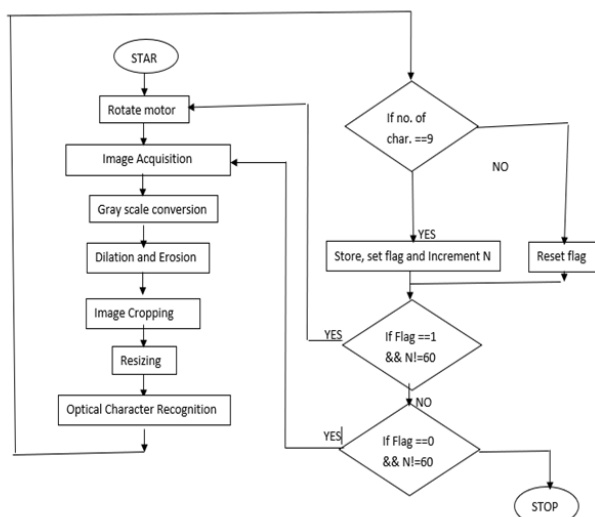 STAR
Rotate motor
Image Acquisition
Gray scale conversion
Dilation and Erosion
Image Cropping
Resizing
Optical Character Recognition
If no. of
char. ==9
NO
YES
Store, set flag and Increment N
Reset flag
YES
If Flag ==1
&& N!=60
NO
YES
If Flag ==0
&& N!=60
STOP